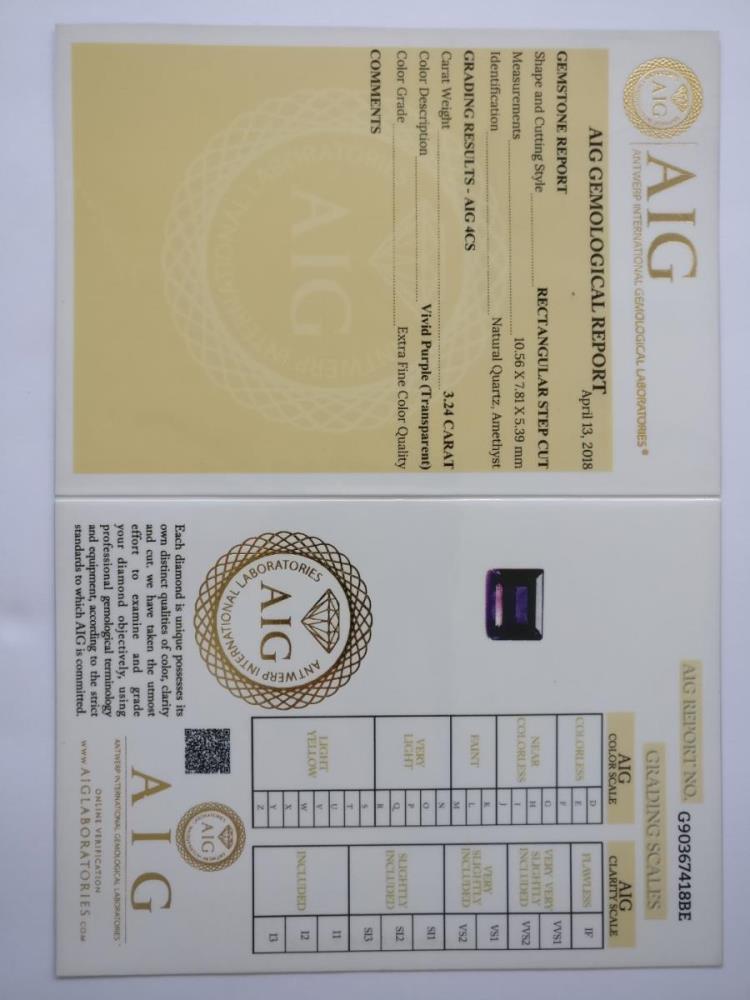 AIG
ANTWERP INTERNATIONAL GEMOLOGICAL LABORATORIES®
AIG
AIG GEMOLOGICAL REPORT
April 13, 2018
GEMSTONE REPORT
Shape and Cutting Style RECTANGULAR STEP CUT
Measurements 10.56 X 7.81 X 5.39 mm
Identification Natural Quartz, Amethyst
GRADING RESULTS - AIG 4CS
Carat Weight 3.24 CARAT
Color Description Vivid Purple (Transparent)
Color Grade Extra Fine Color Quality
COMMENTS
AIG
AIG REPORT NO. G90367418BE
GRADING SCALES
AIG
COLOR SCALE
COLORLESS
D
E
F
NEAR
COLORLESS
G
H
I
J
FAINT
K
L
M
VERY
LIGHT
N
O
P
Q
R
LIGHT
YELLOW
S
T
U
V
W
X
Y
Z
AIG
CLARITY SCALE
FLAWLESS
IF
VERY VERY
SLIGHTLY
INCLUDED
VVS1
VVS2
VERY
SLIGHTLY
INCLUDED
VS1
VS2
SLIGHTLY
INCLUDED
SI1
SI2
SI3
INCLUDED
I1
I2
I3
AIG
ANTWERP INTERNATIONAL LABORATORIES
Each diamond is unique possesses its
own distinct qualities of color, clarity
and cut. we have taken the utmost
effort to examine and grade
your diamond objectively, using
professional gemological terminology
and equipment, according to the strict
standards to which AIG is committed.
AIG
AIG
ANTWERP INTERNATIONAL GEMOLOGICAL LABORATORIES
ONLINE VERIFICATION
www.AIGLABORATORIES.COM